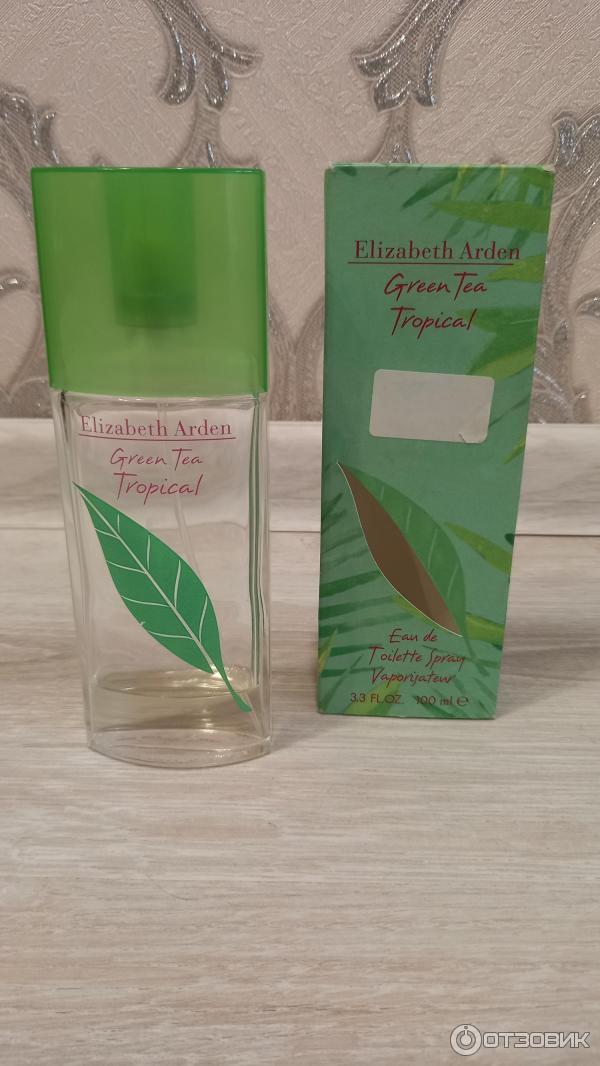 Elizabeth Arden
Green Tea
Tropical
Elizabeth Arden
Green Tea
Tropical
Eau de
Toilette Spray
Vaporisateur
3.3 FL.OZ. 100 ml ℮
ОТЗОВИК